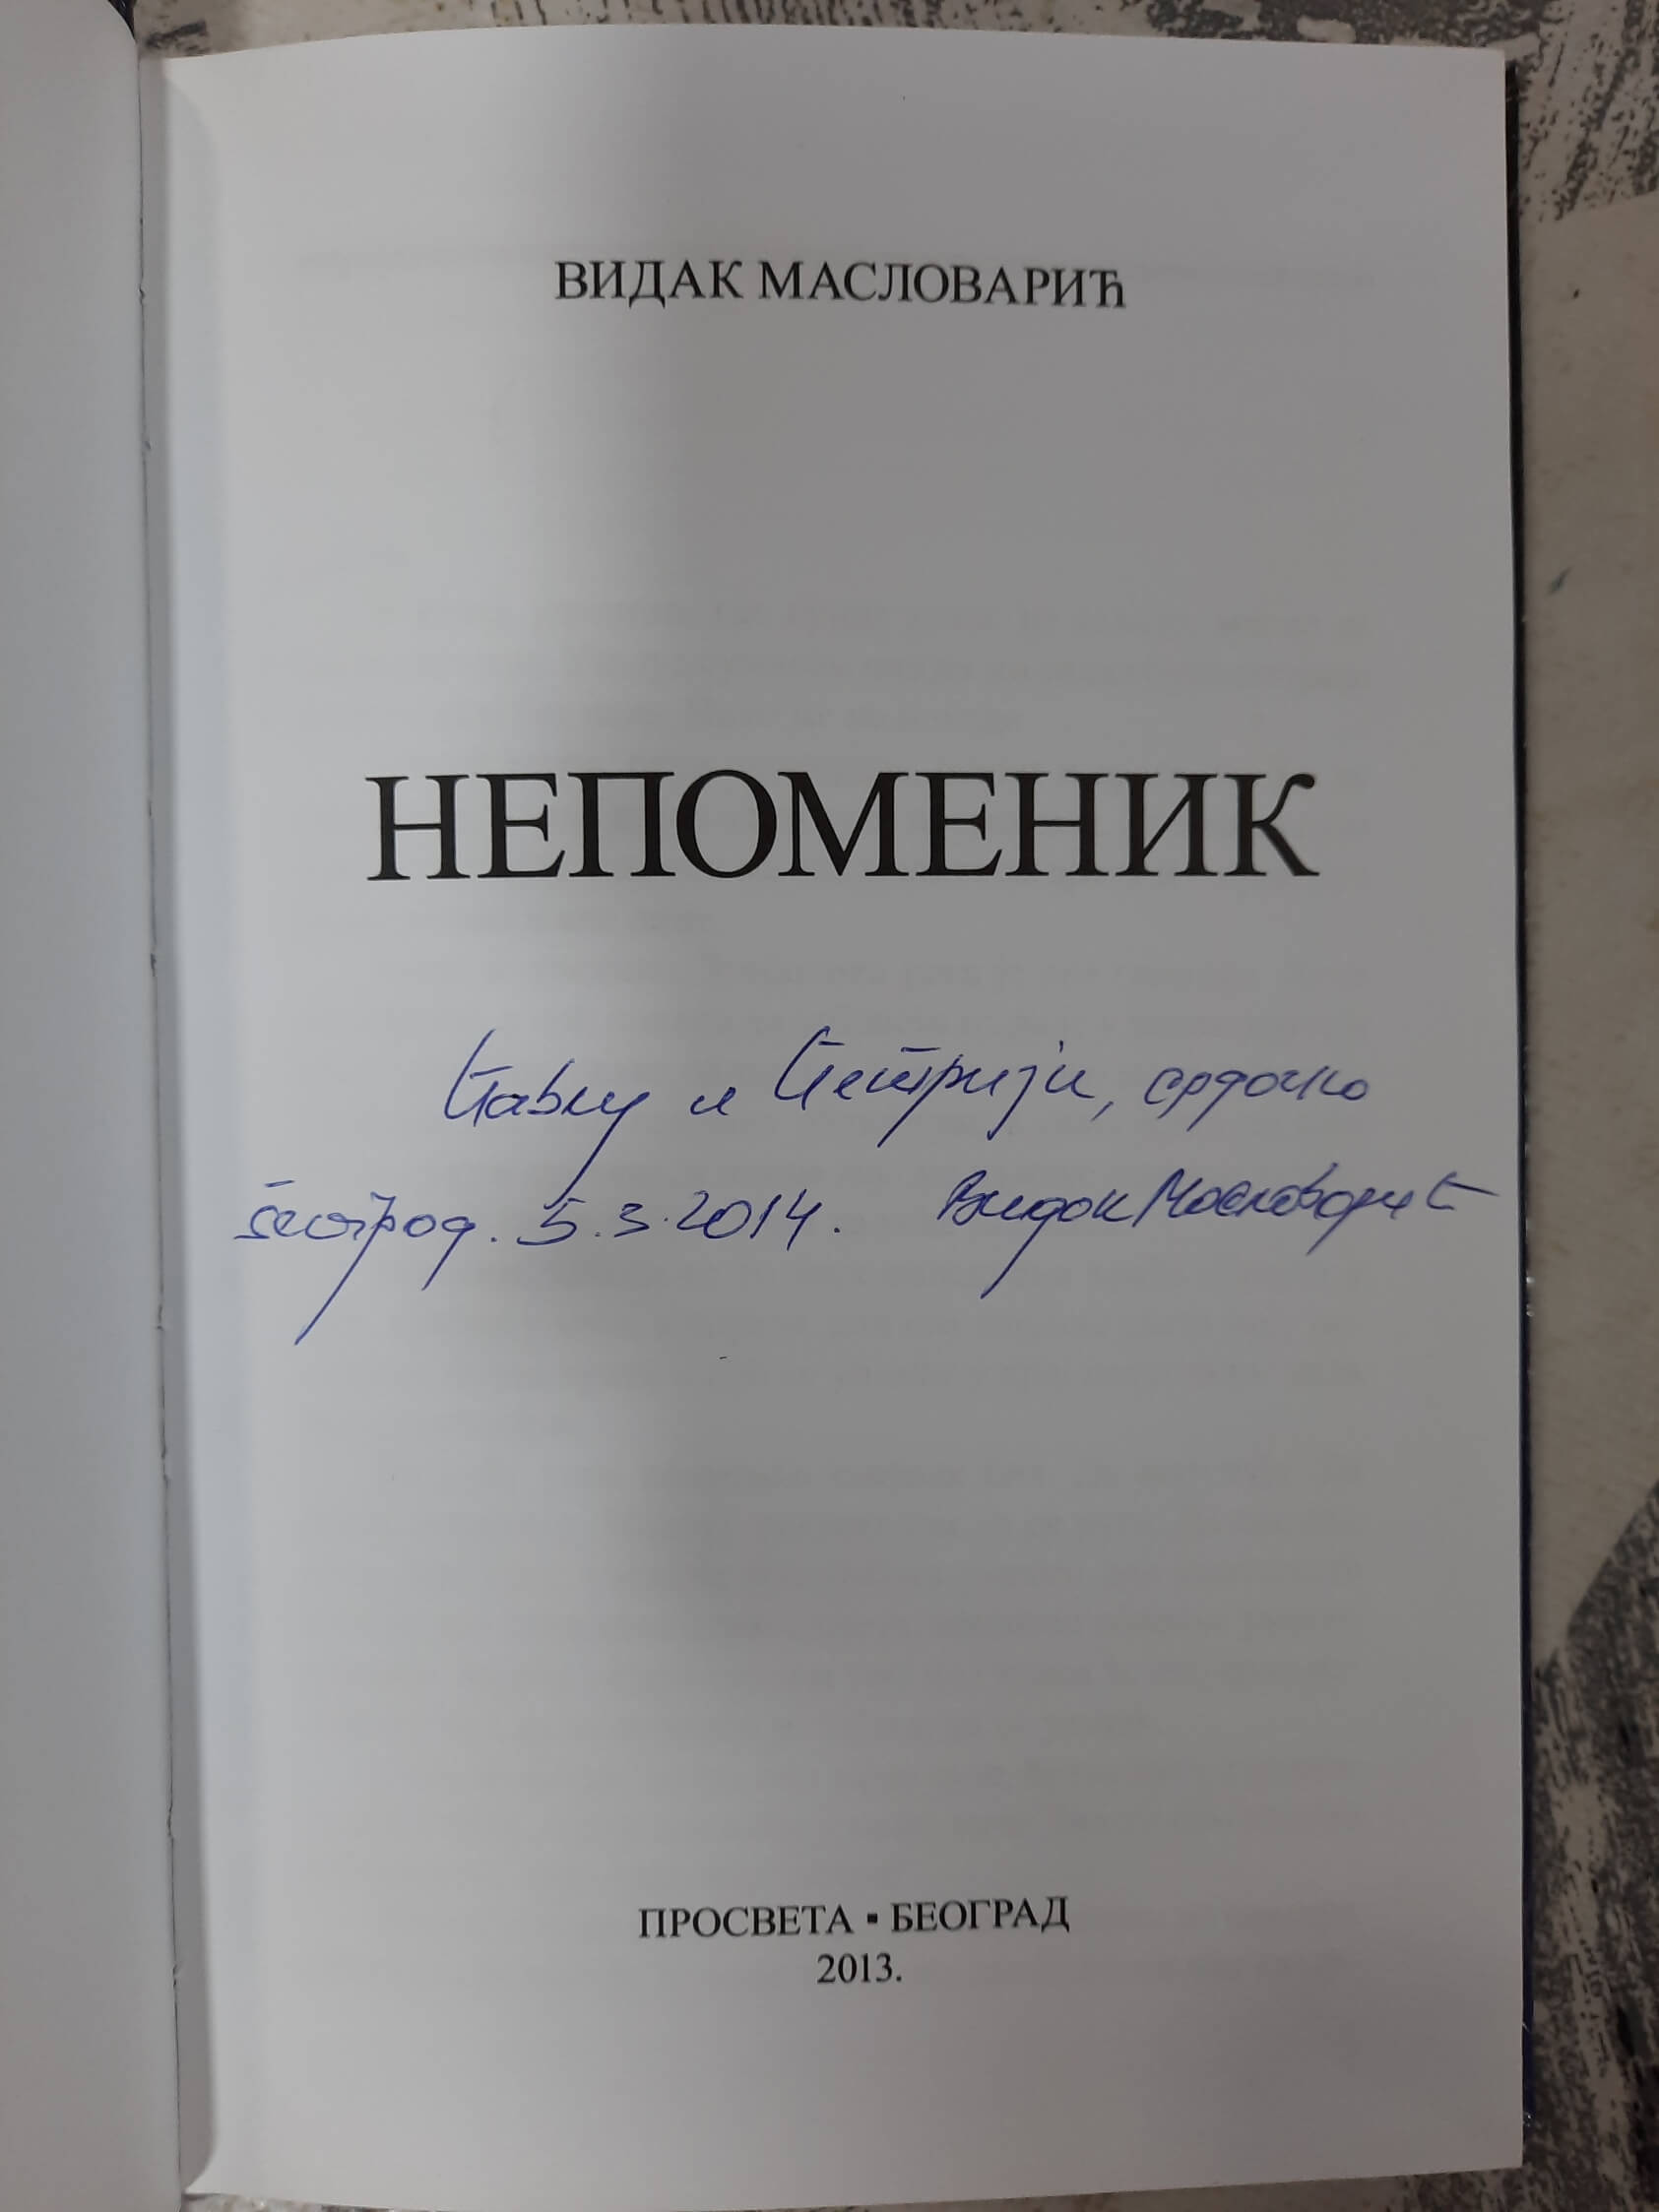 ВИДАК МАСЛОВАРИЋ
НЕПОМЕНИК
Павлу и Петрији, срдачно
Београд. 5.3.2014. Видак Масловарић
ПРОСВЕТА ▪ БЕОГРАД
2013.